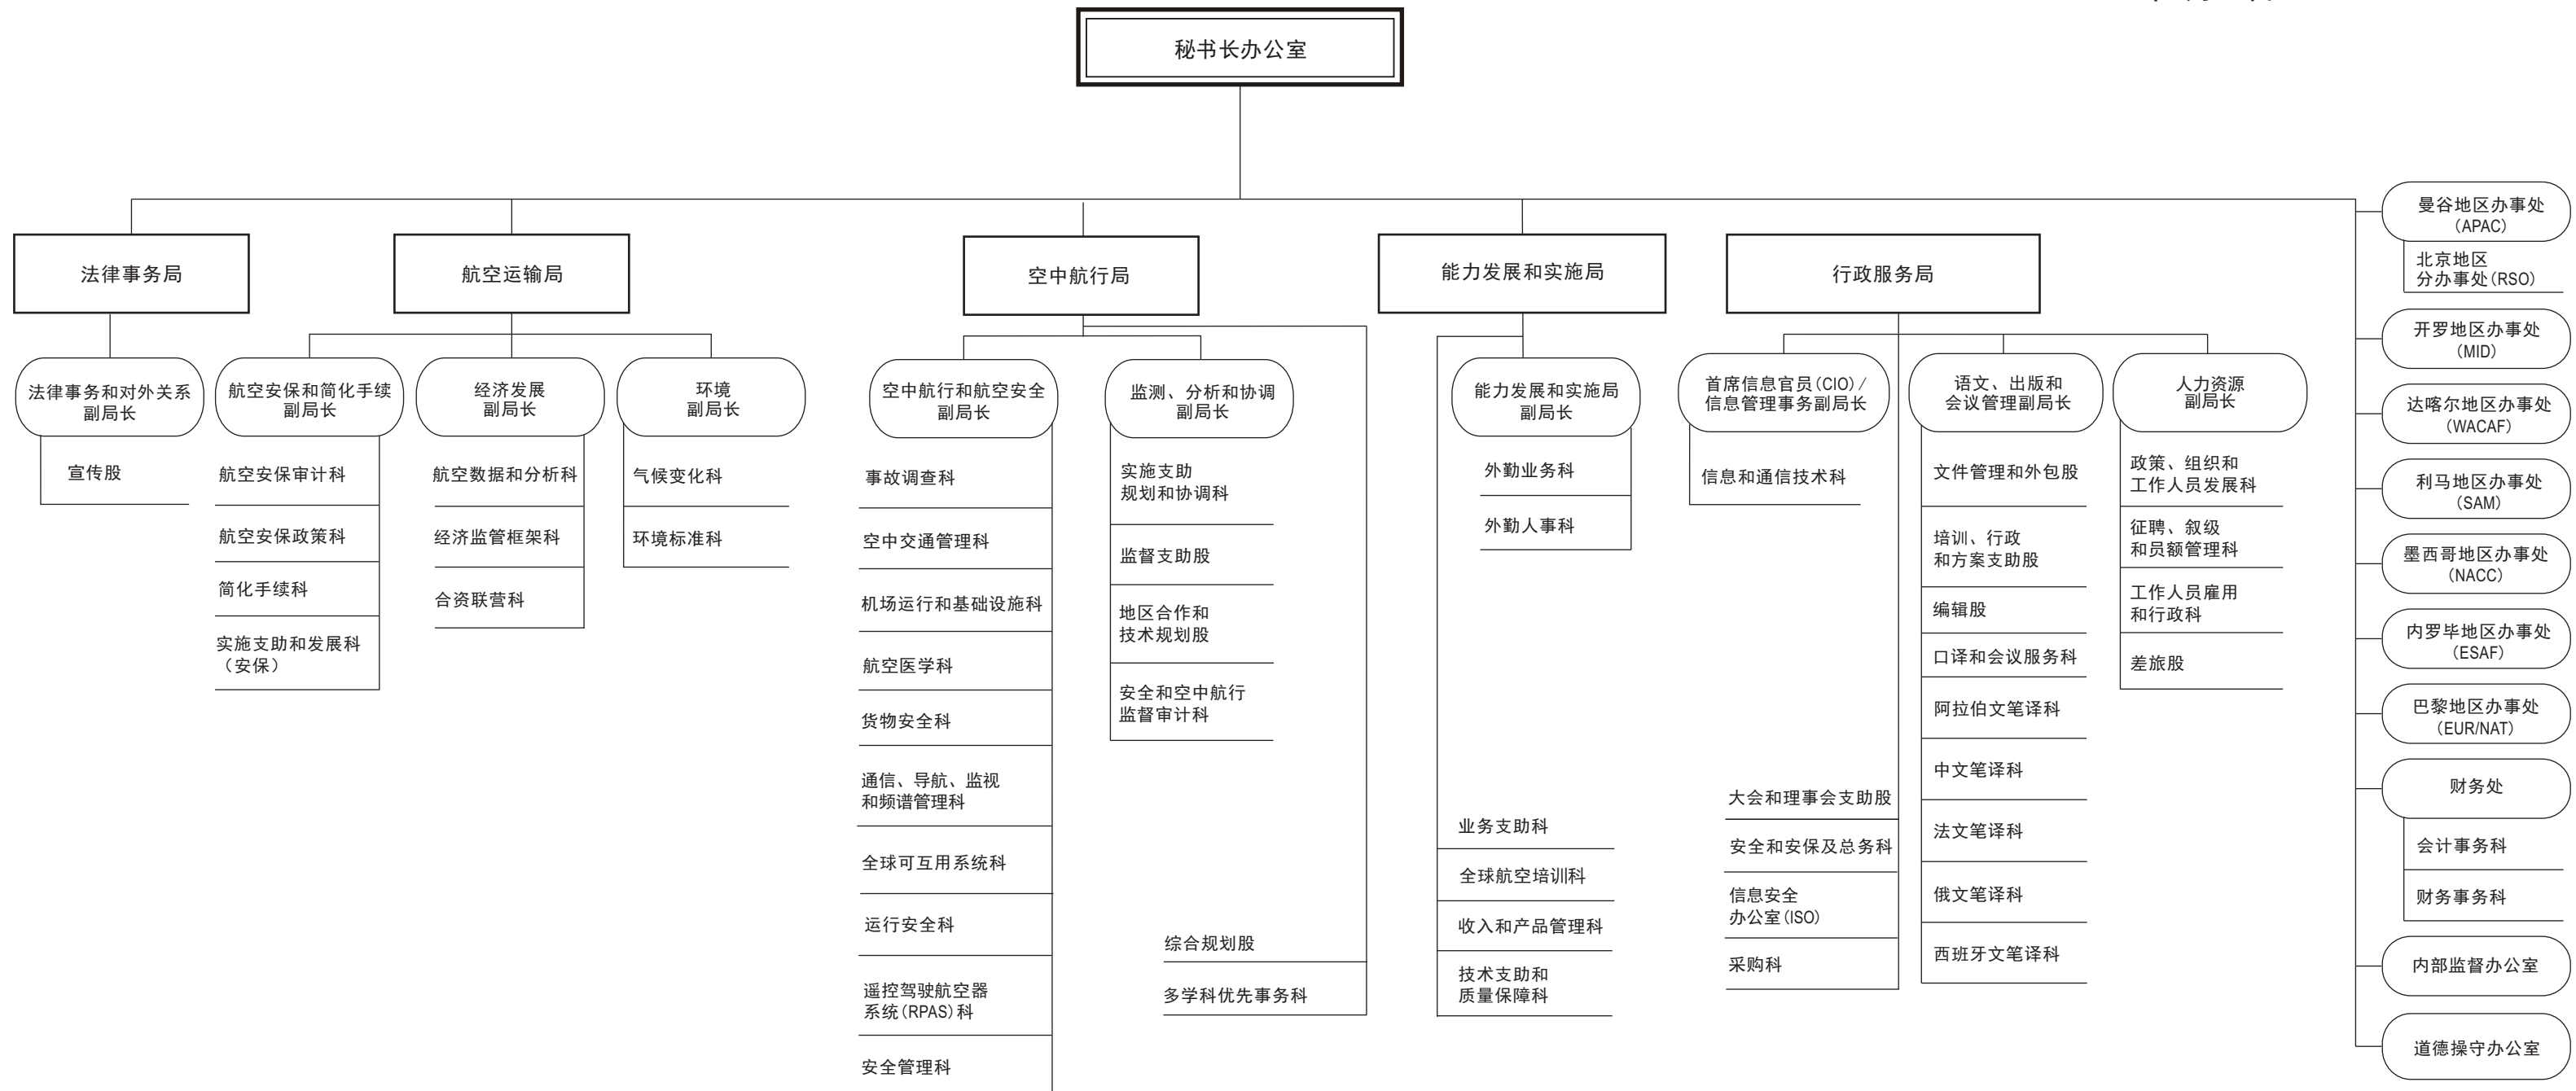 秘书长办公室
法律事务局
法律事务和对外关系
副局长
宣传股
航空运输局
航空安保和简化手续
副局长
航空安保审计科
航空安保政策科
简化手续科
实施支助和发展科
（安保）
经济发展
副局长
航空数据和分析科
经济监管框架科
合资联营科
环境
副局长
气候变化科
环境标准科
空中航行局
空中航行和航空安全
副局长
事故调查科
空中交通管理科
机场运行和基础设施科
航空医学科
货物安全科
通信、导航、监视
和频谱管理科
全球可互用系统科
运行安全科
遥控驾驶航空器
系统(RPAS)科
安全管理科
监测、分析和协调
副局长
实施支助
规划和协调科
监督支助股
地区合作和
技术规划股
安全和空中航行
监督审计科
综合规划股
多学科优先事务科
能力发展和实施局
能力发展和实施局
副局长
外勤业务科
外勤人事科
业务支助科
全球航空培训科
收入和产品管理科
技术支助和
质量保障科
行政服务局
首席信息官员(CIO)/
信息管理事务副局长
信息和通信技术科
大会和理事会支助股
安全和安保及总务科
信息安全
办公室(ISO)
采购科
语文、出版和
会议管理副局长
文件管理和外包股
培训、行政
和方案支助股
编辑股
口译和会议服务科
阿拉伯文笔译科
中文笔译科
法文笔译科
俄文笔译科
西班牙文笔译科
人力资源
副局长
政策、组织和
工作人员发展科
征聘、叙级
和员额管理科
工作人员雇用
和行政科
差旅股
曼谷地区办事处
(APAC)
北京地区
分办事处(RSO)
开罗地区办事处
(MID)
达喀尔地区办事处
(WACAF)
利马地区办事处
(SAM)
墨西哥地区办事处
(NACC)
内罗毕地区办事处
(ESAF)
巴黎地区办事处
(EUR/NAT)
财务处
会计事务科
财务事务科
内部监督办公室
道德操守办公室